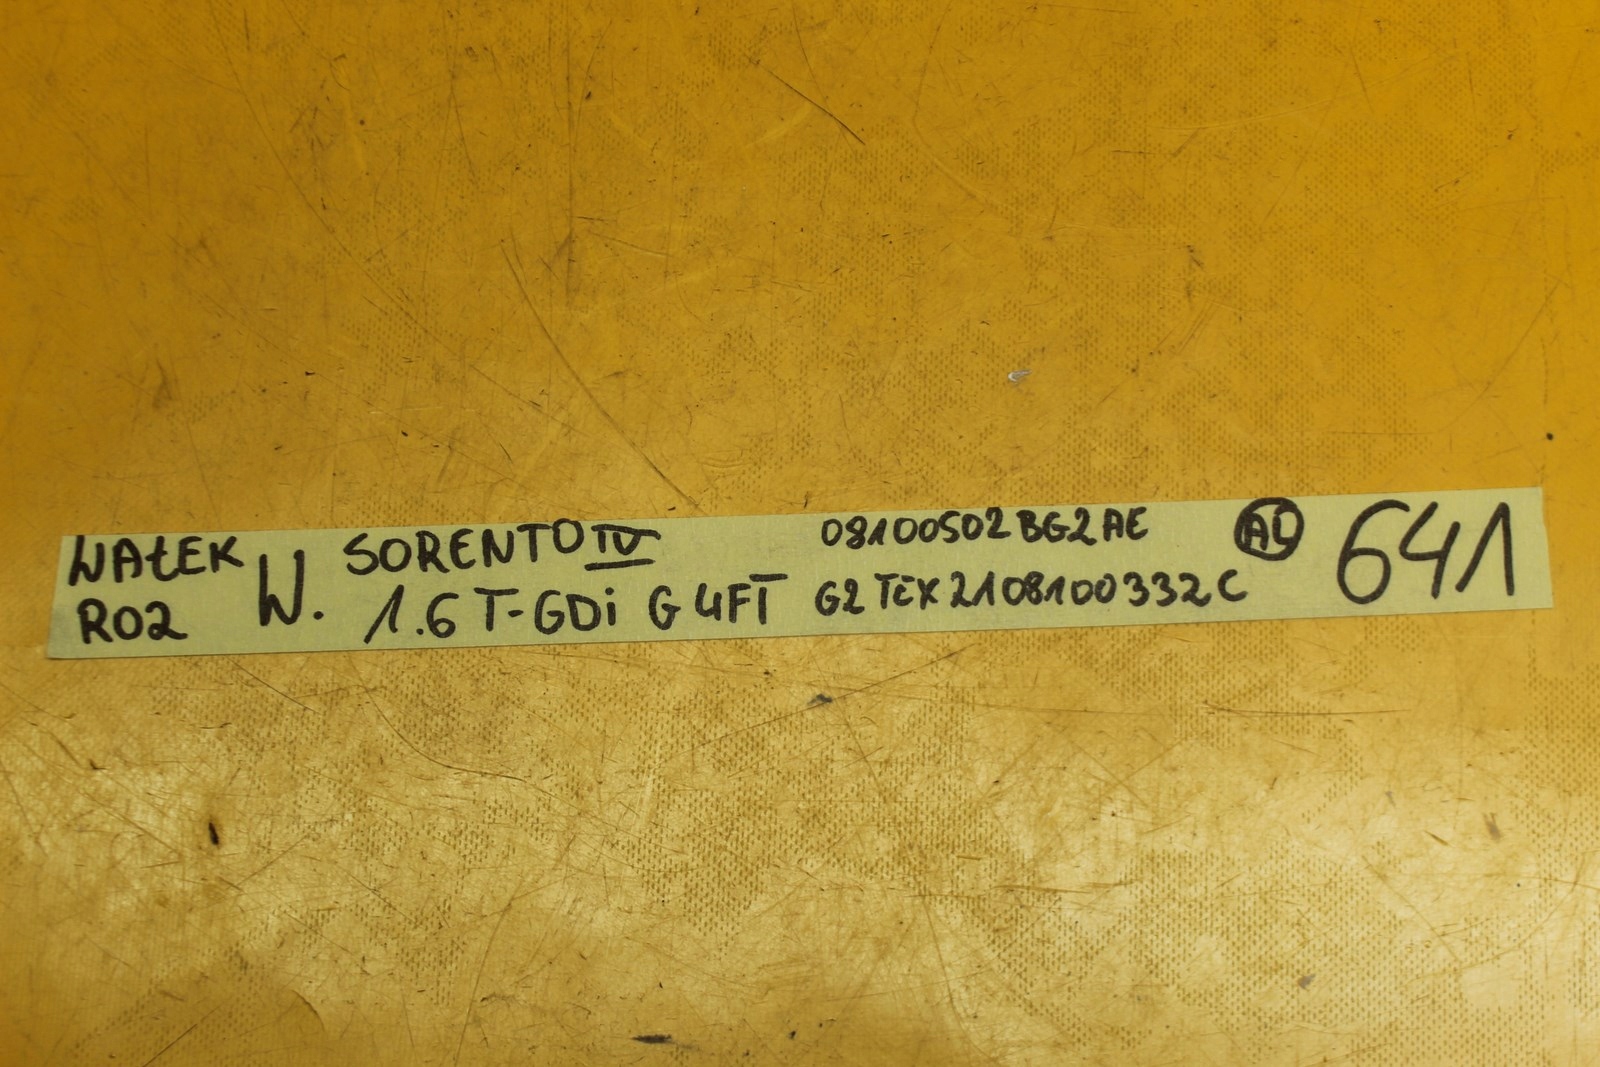 WAŁEK W. SORENTO IV 08100502BG2AE AL 641
R02 1.6 T-GDi G4FT G2TEX2108100332C